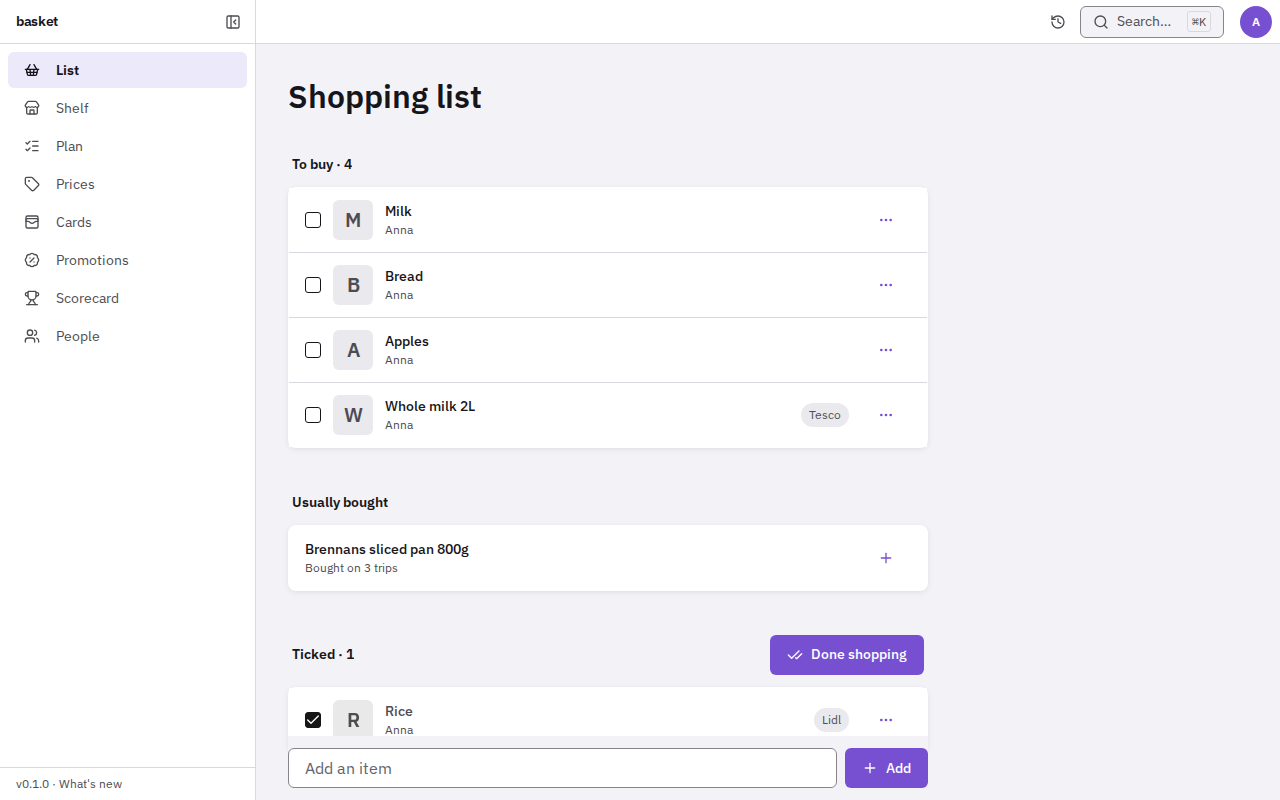 basket
Search...
⌘K
A
List
Shelf
Plan
Prices
Cards
Promotions
Scorecard
People
v0.1.0 · What's new
Shopping list
To buy · 4
M
Milk
Anna
B
Bread
Anna
A
Apples
Anna
W
Whole milk 2L
Anna
Tesco
Usually bought
Brennans sliced pan 800g
Bought on 3 trips
Ticked · 1
Done shopping
R
Rice
Anna
Lidl
Add an item
Add